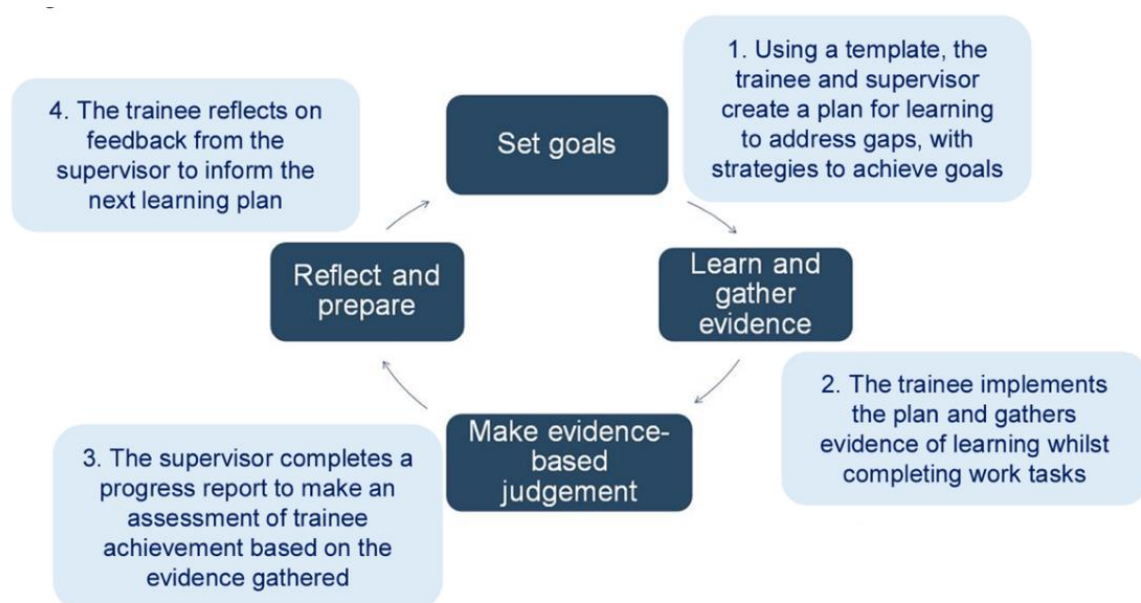 Set goals
1. Using a template, the
trainee and supervisor
create a plan for learning
to address gaps, with
strategies to achieve goals
Learn and
gather
evidence
2. The trainee implements
the plan and gathers
evidence of learning whilst
completing work tasks
Make evidence-
based
judgement
3. The supervisor completes a
progress report to make an
assessment of trainee
achievement based on the
evidence gathered
Reflect and
prepare
4. The trainee reflects on
feedback from the
supervisor to inform the
next learning plan